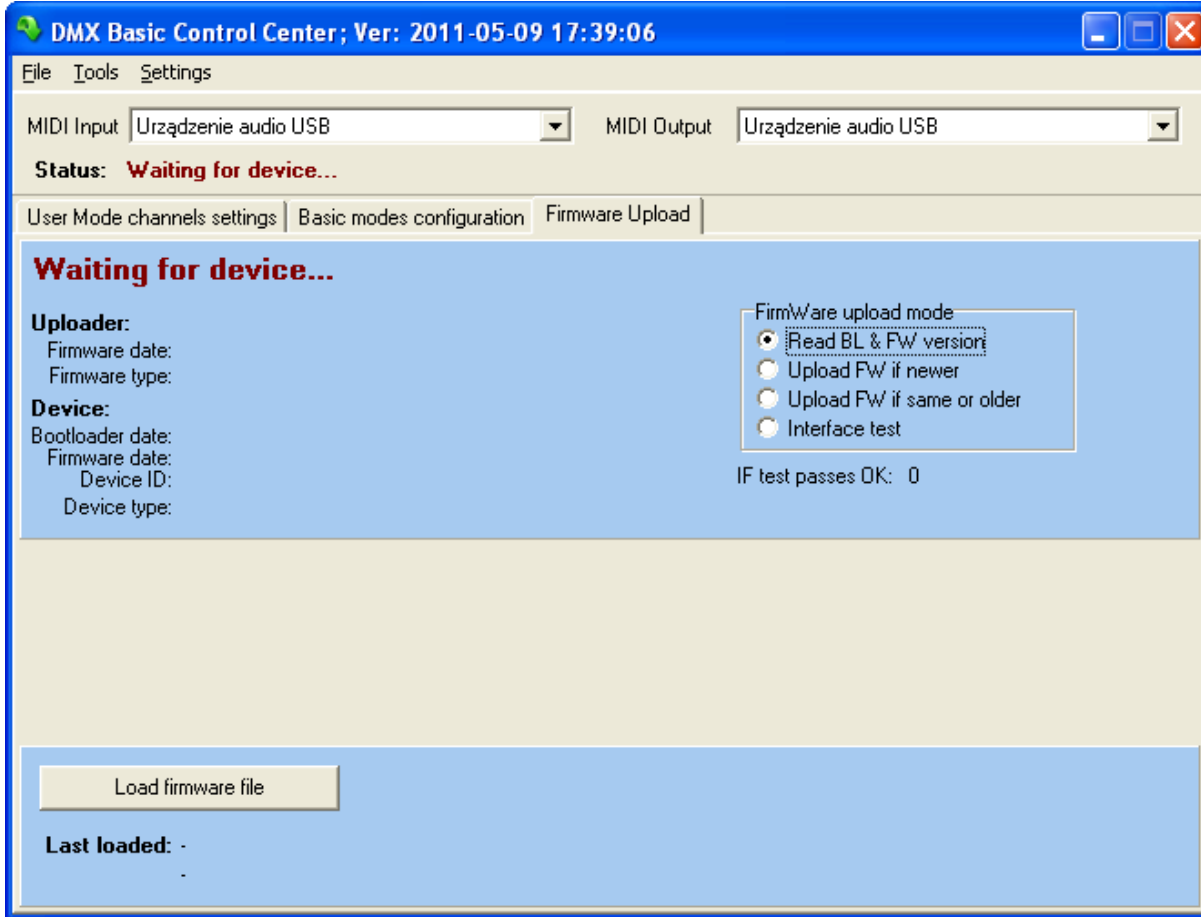 DMX Basic Control Center; Ver: 2011-05-09 17:39:06
File Tools Settings
MIDI Input Urządzenie audio USB MIDI Output Urządzenie audio USB
Status: Waiting for device...
User Mode channels settings Basic modes configuration Firmware Upload
Waiting for device...
Uploader:
Firmware date:
Firmware type:
Device:
Bootloader date:
Firmware date:
Device ID:
Device type:
FirmWare upload mode
Read BL & FW version
Upload FW if newer
Upload FW if same or older
Interface test
IF test passes OK: 0
Load firmware file
Last loaded: -
-